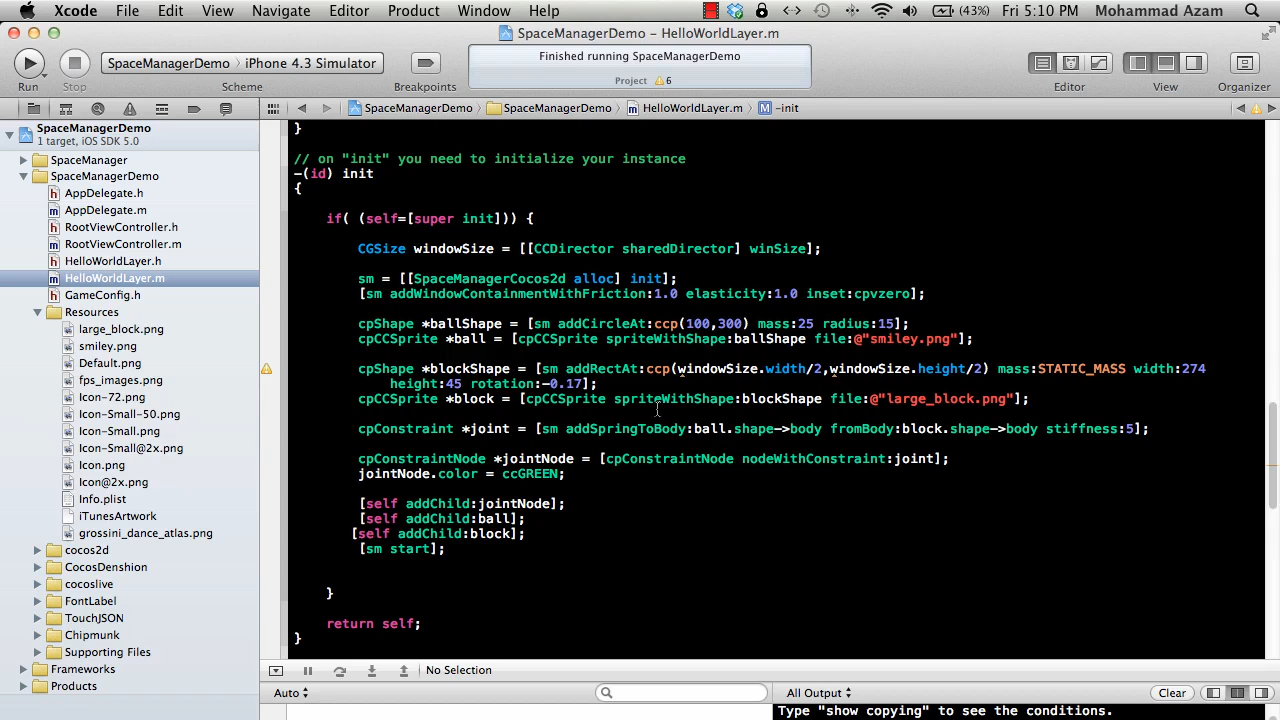 Xcode File Edit View Navigate Editor Product Window Help (43%) Fri 5:10 PM Mohammad Azam
SpaceManagerDemo – HelloWorldLayer.m
SpaceManagerDemo iPhone 4.3 Simulator
Finished running SpaceManagerDemo
Project 6
Run Stop Scheme Breakpoints Editor View Organizer
SpaceManagerDemo SpaceManagerDemo HelloWorldLayer.m M -init
SpaceManagerDemo
1 target, iOS SDK 5.0
SpaceManager
SpaceManagerDemo
h AppDelegate.h
m AppDelegate.m
h RootViewController.h
m RootViewController.m
h HelloWorldLayer.h
m HelloWorldLayer.m
h GameConfig.h
Resources
large_block.png
smiley.png
Default.png
fps_images.png
Icon-72.png
Icon-Small-50.png
Icon-Small.png
Icon-Small@2x.png
Icon.png
Icon@2x.png
Info.plist
iTunesArtwork
grossini_dance_atlas.png
cocos2d
CocosDenshion
cocoslive
FontLabel
TouchJSON
Chipmunk
Supporting Files
Frameworks
Products
}
// on "init" you need to initialize your instance
-(id) init
{
if( (self=[super init])) {
CGSize windowSize = [[CCDirector sharedDirector] winSize];
sm = [[SpaceManagerCocos2d alloc] init];
[sm addWindowContainmentWithFriction:1.0 elasticity:1.0 inset:cpvzero];
cpShape *ballShape = [sm addCircleAt:ccp(100,300) mass:25 radius:15];
cpCCSprite *ball = [cpCCSprite spriteWithShape:ballShape file:@"smiley.png"];
cpShape *blockShape = [sm addRectAt:ccp(windowSize.width/2,windowSize.height/2) mass:STATIC_MASS width:274
height:45 rotation:-0.17];
cpCCSprite *block = [cpCCSprite spriteWithShape:blockShape file:@"large_block.png"];
cpConstraint *joint = [sm addSpringToBody:ball.shape->body fromBody:block.shape->body stiffness:5];
cpConstraintNode *jointNode = [cpConstraintNode nodeWithConstraint:joint];
jointNode.color = ccGREEN;
[self addChild:jointNode];
[self addChild:ball];
[self addChild:block];
[sm start];
}
return self;
}
No Selection
Auto All Output Clear
Type "show copying" to see the conditions.